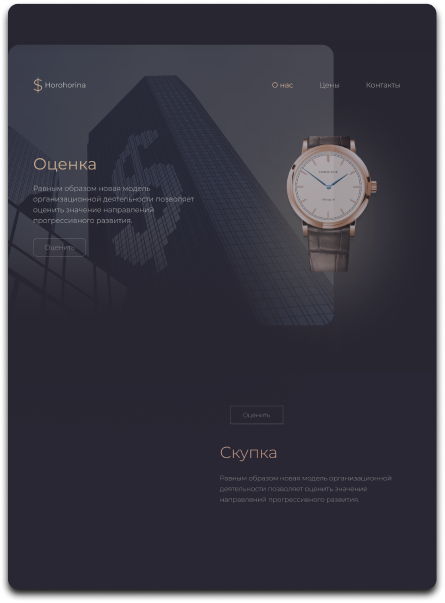 $ Horohorina
О нас
Цены
Контакты
Оценка
Равным образом новая модель
организационной деятельности позволяет
оценить значение направлений
прогрессивного развития.
Оценить
Оценить
Скупка
Равным образом новая модель организационной
деятельности позволяет оценить значение
направлений прогрессивного развития.